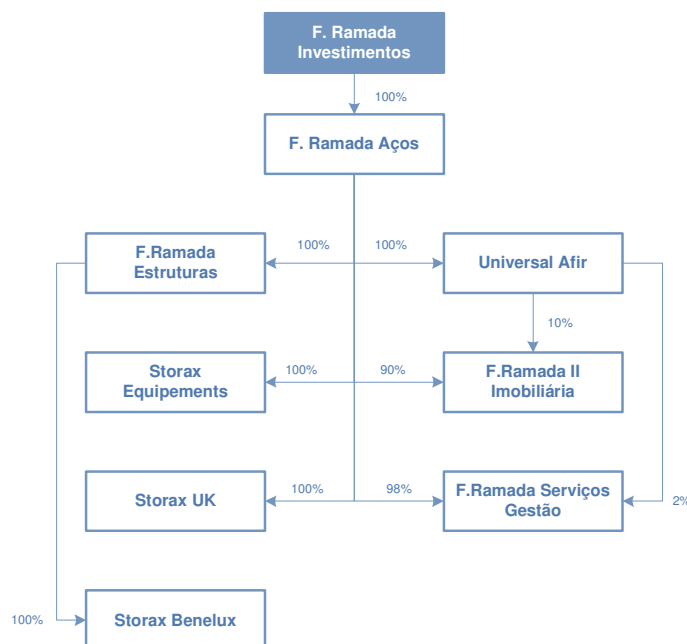 F. Ramada
Investimentos
100%
F. Ramada Aços
F.Ramada
Estruturas
100%
100%
Universal Afir
10%
Storax
Equipements
100%
90%
F.Ramada II
Imobiliária
Storax UK
100%
98%
F.Ramada Serviços
Gestão
2%
100%
Storax Benelux